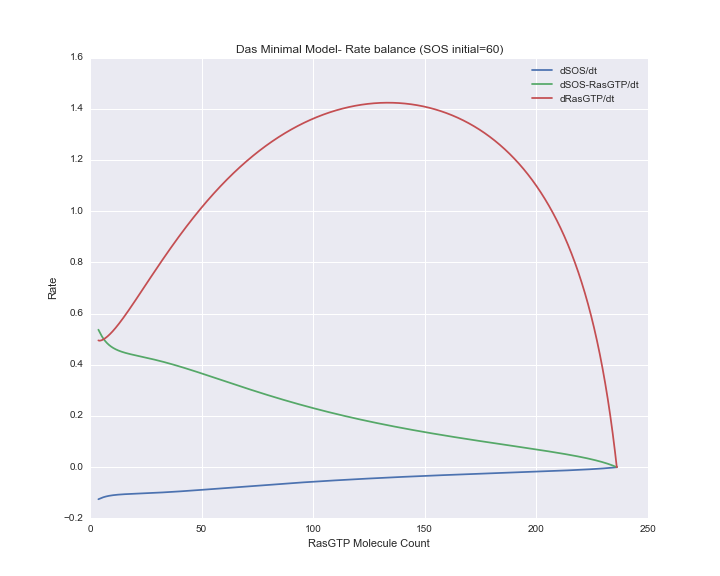 Das Minimal Model- Rate balance (SOS initial=60)
dSOS/dt
dSOS-RasGTP/dt
dRasGTP/dt
1.6
1.4
1.2
1.0
0.8
0.6
0.4
0.2
0.0
−0.2
Rate
0
50
100
150
200
250
RasGTP Molecule Count